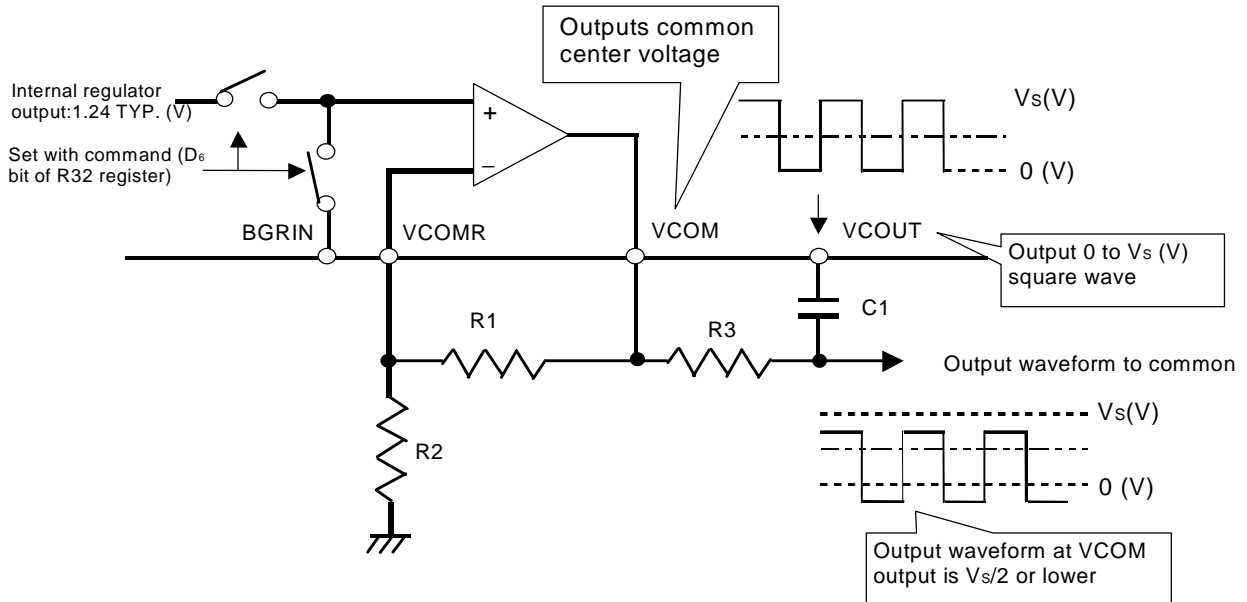 Outputs common
center voltage
Internal regulator
output:1.24 TYP. (V)
+
Vs(V)
Set with command (D6
bit of R32 register)
−
0 (V)
BGRIN
VCOMR
VCOM
VCOUT
Output 0 to Vs (V)
square wave
C1
R1
R3
Output waveform to common
Vs(V)
R2
0 (V)
Output waveform at VCOM
output is Vs/2 or lower